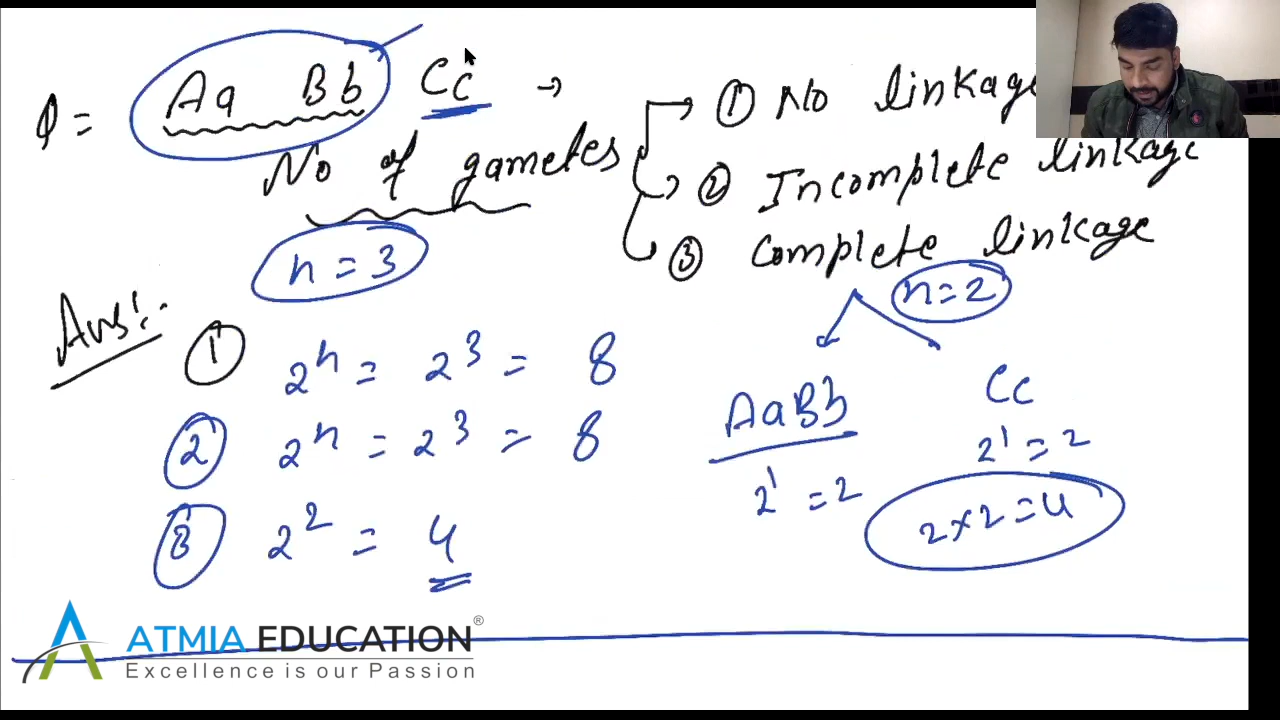 Q = Aa Bb Cc → ① No linkage
No of gametes ② Incomplete linkage
n = 3 ③ Complete linkage
n=2
Ans:-
① 2ⁿ = 2³ = 8
② 2ⁿ = 2³ = 8
③ 2² = 4
AaBb Cc
2¹ = 2 2¹ = 2
2×2=4
ATMIA EDUCATION®
Excellence is our Passion